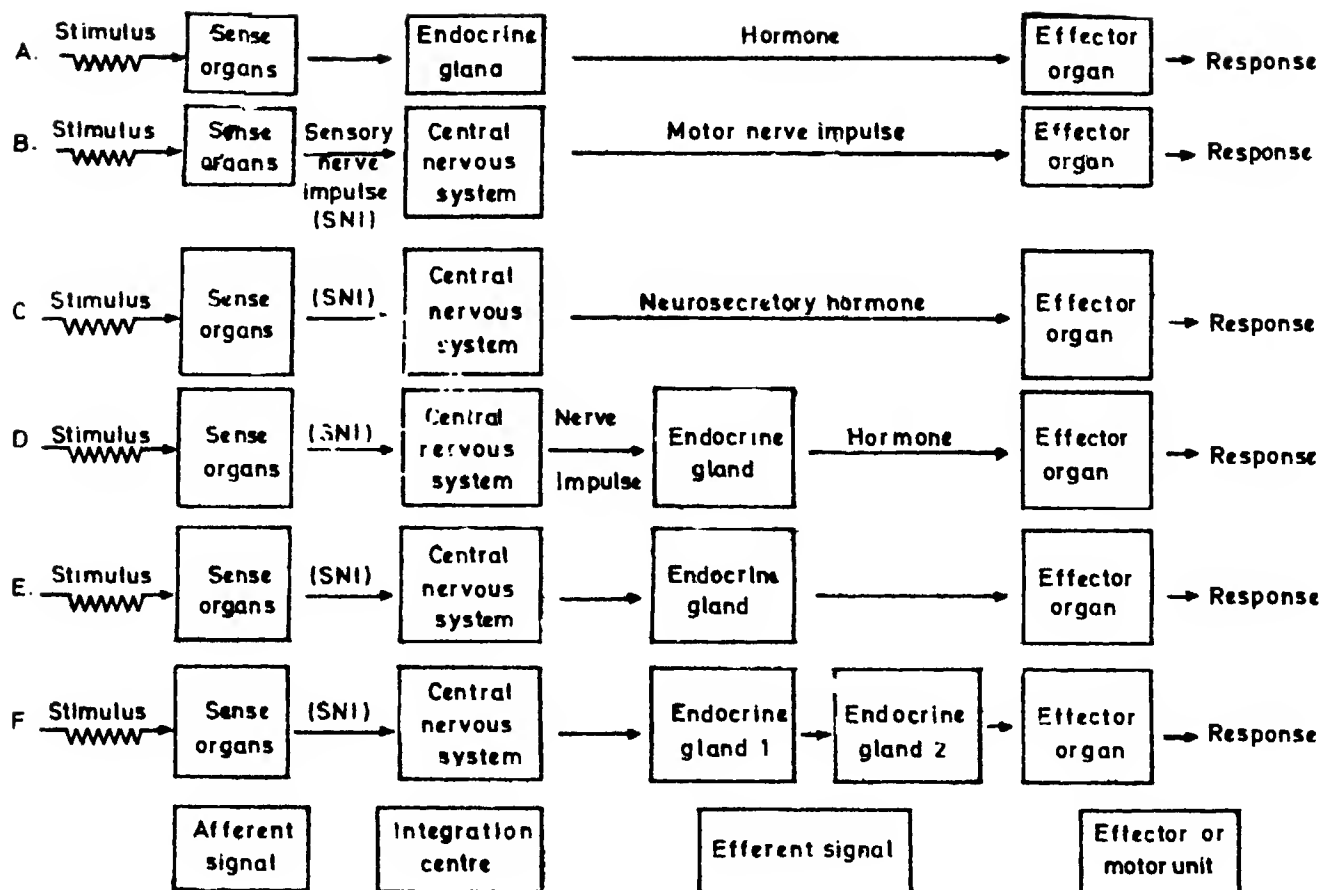 A. Stimulus Sense organs Endocrine glana Hormone Effector organ Response
B. Stimulus Sense organs Sensory nerve impulse (SNI) Central nervous system Motor nerve impulse Effector organ Response
C Stimulus Sense organs (SNI) Central nervous system Neurosecretory hormone Effector organ Response
D Stimulus Sense organs (SNI) Central nervous system Nerve Impulse Endocrine gland Hormone Effector organ Response
E. Stimulus Sense organs (SNI) Central nervous system Endocrine gland Effector organ Response
F Stimulus Sense organs (SNI) Central nervous system Endocrine gland 1 Endocrine gland 2 Effector organ Response
Afferent signal Integration centre Efferent signal Effector or motor unit